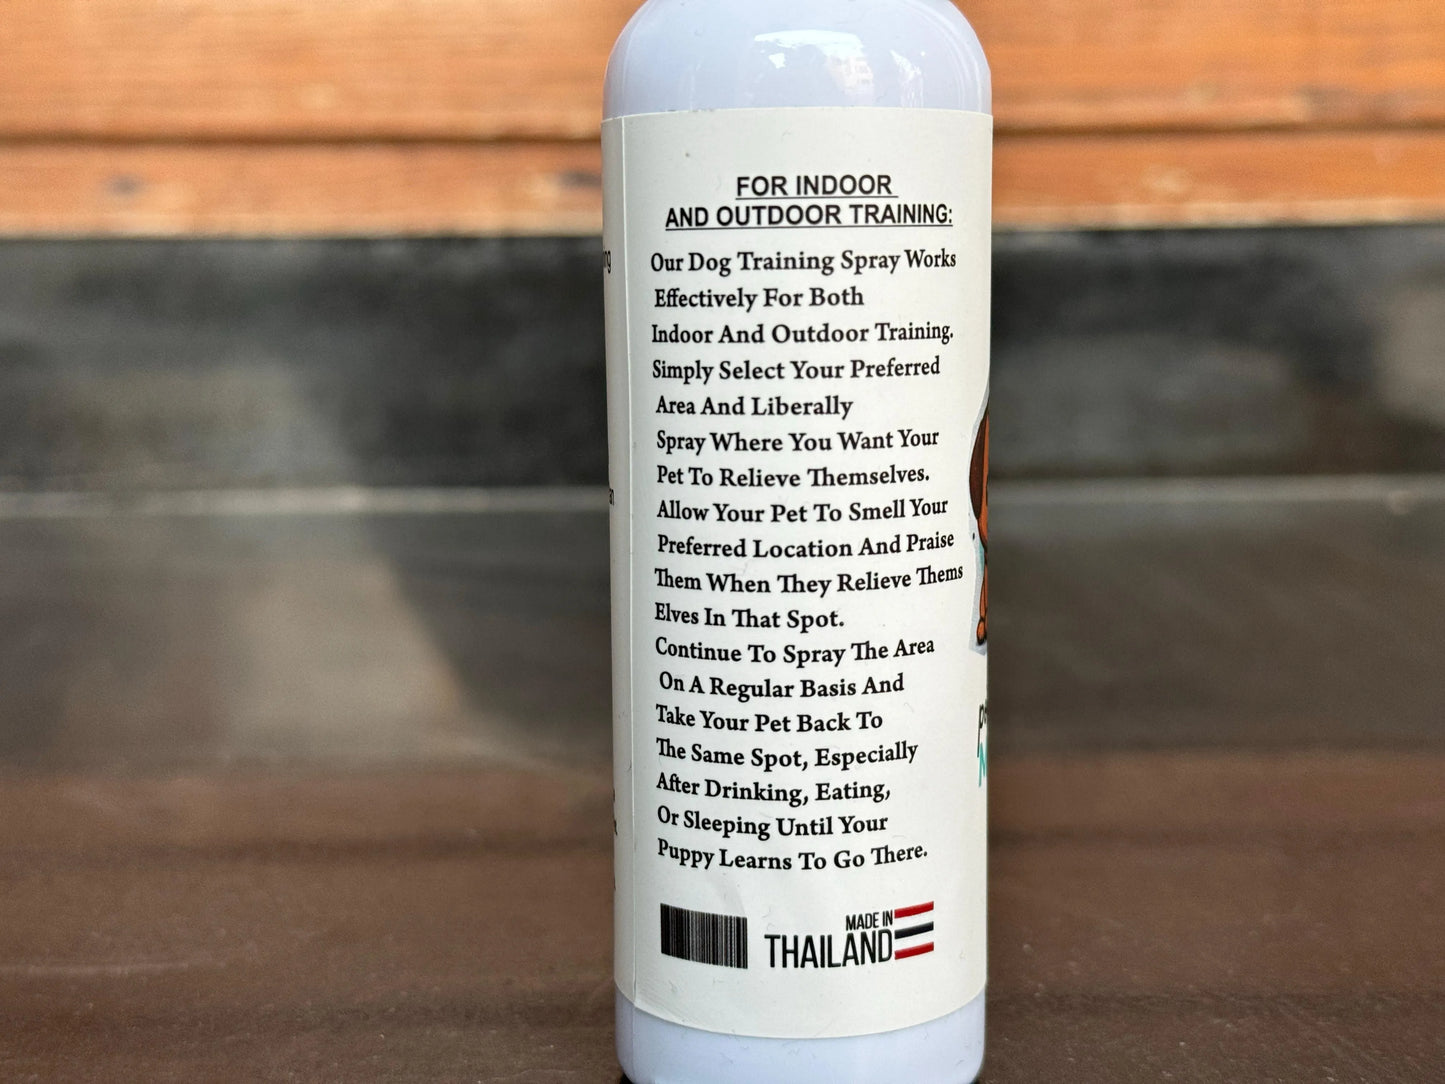 FOR INDOOR
AND OUTDOOR TRAINING:
Our Dog Training Spray Works
Effectively For Both
Indoor And Outdoor Training.
Simply Select Your Preferred
Area And Liberally
Spray Where You Want Your
Pet To Relieve Themselves.
Allow Your Pet To Smell Your
Preferred Location And Praise
Them When They Relieve Thems
Elves In That Spot.
Continue To Spray The Area
On A Regular Basis And
Take Your Pet Back To
The Same Spot, Especially
After Drinking, Eating,
Or Sleeping Until Your
Puppy Learns To Go There.
MADE IN
THAILAND